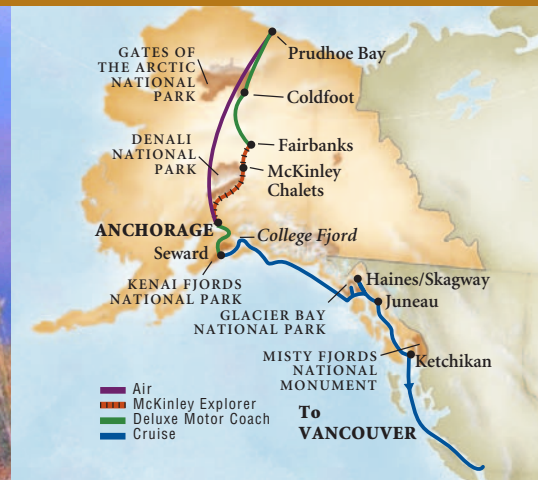 Prudhoe Bay
GATES OF
THE ARCTIC
NATIONAL
PARK
Coldfoot
Fairbanks
DENALI
NATIONAL
PARK
McKinley
Chalets
ANCHORAGE
College Fjord
Seward
KENAI FJORDS
NATIONAL PARK
Haines/Skagway
GLACIER BAY
NATIONAL PARK
Juneau
MISTY FJORDS
NATIONAL
MONUMENT
Ketchikan
Air
McKinley Explorer
Deluxe Motor Coach
Cruise
To
VANCOUVER